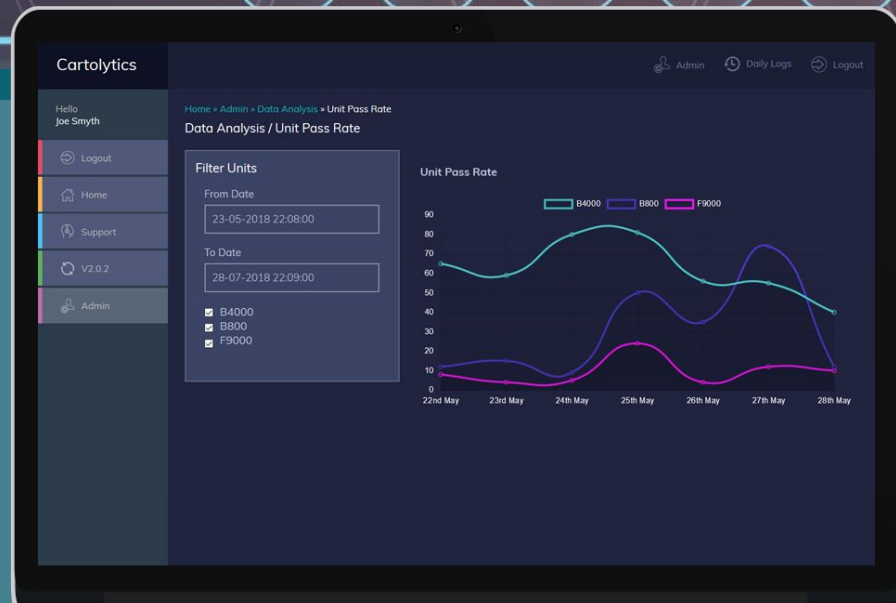 Cartolytics
Admin
Daily Logs
Logout
Hello
Joe Smyth
Logout
Home
Support
V2.0.2
Admin
Home » Admin » Data Analysis » Unit Pass Rate
Data Analysis / Unit Pass Rate
Filter Units
From Date
23-05-2018 22:08:00
To Date
28-07-2018 22:09:00
B4000
B800
F9000
Unit Pass Rate
B4000 B800 F9000
90
80
70
60
50
40
30
20
10
0
22nd May 23rd May 24th May 25th May 26th May 27th May 28th May